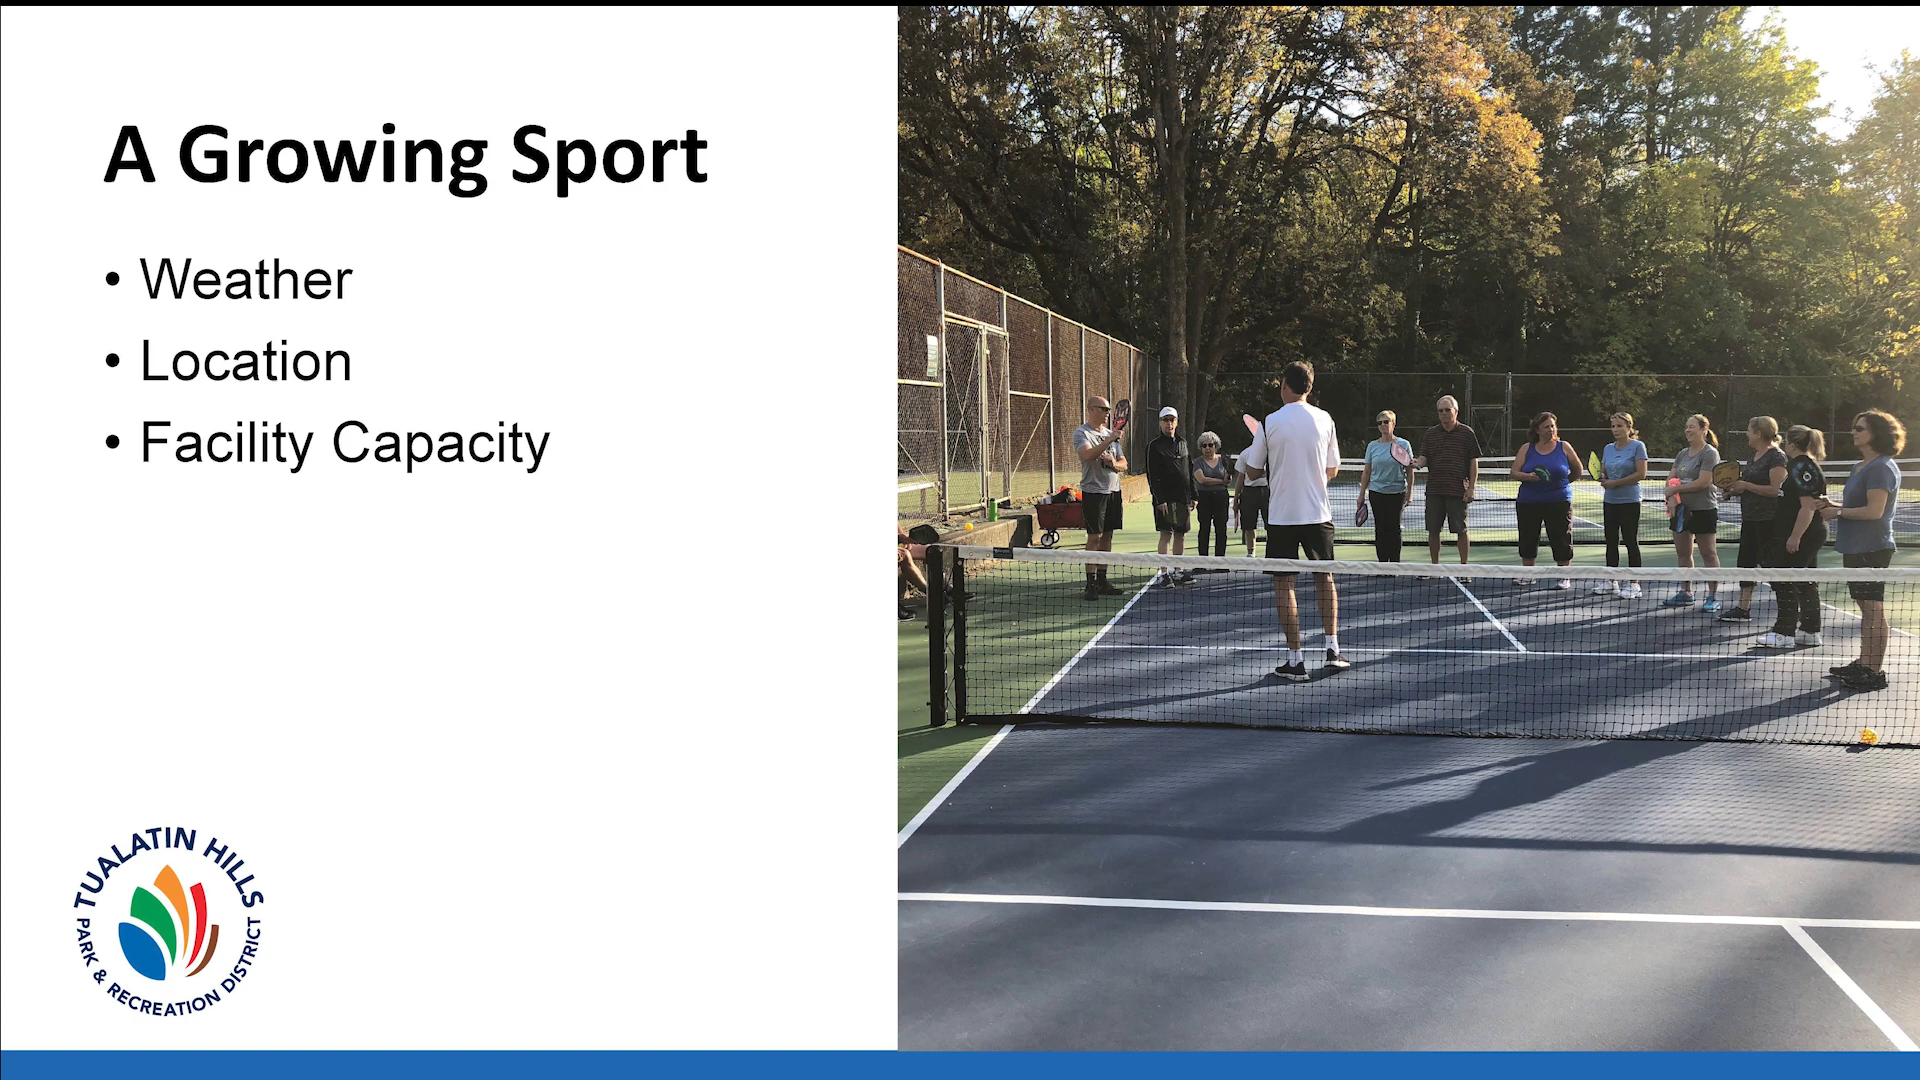 A Growing Sport
• Weather
• Location
• Facility Capacity
TUALATIN HILLS
PARK & RECREATION DISTRICT